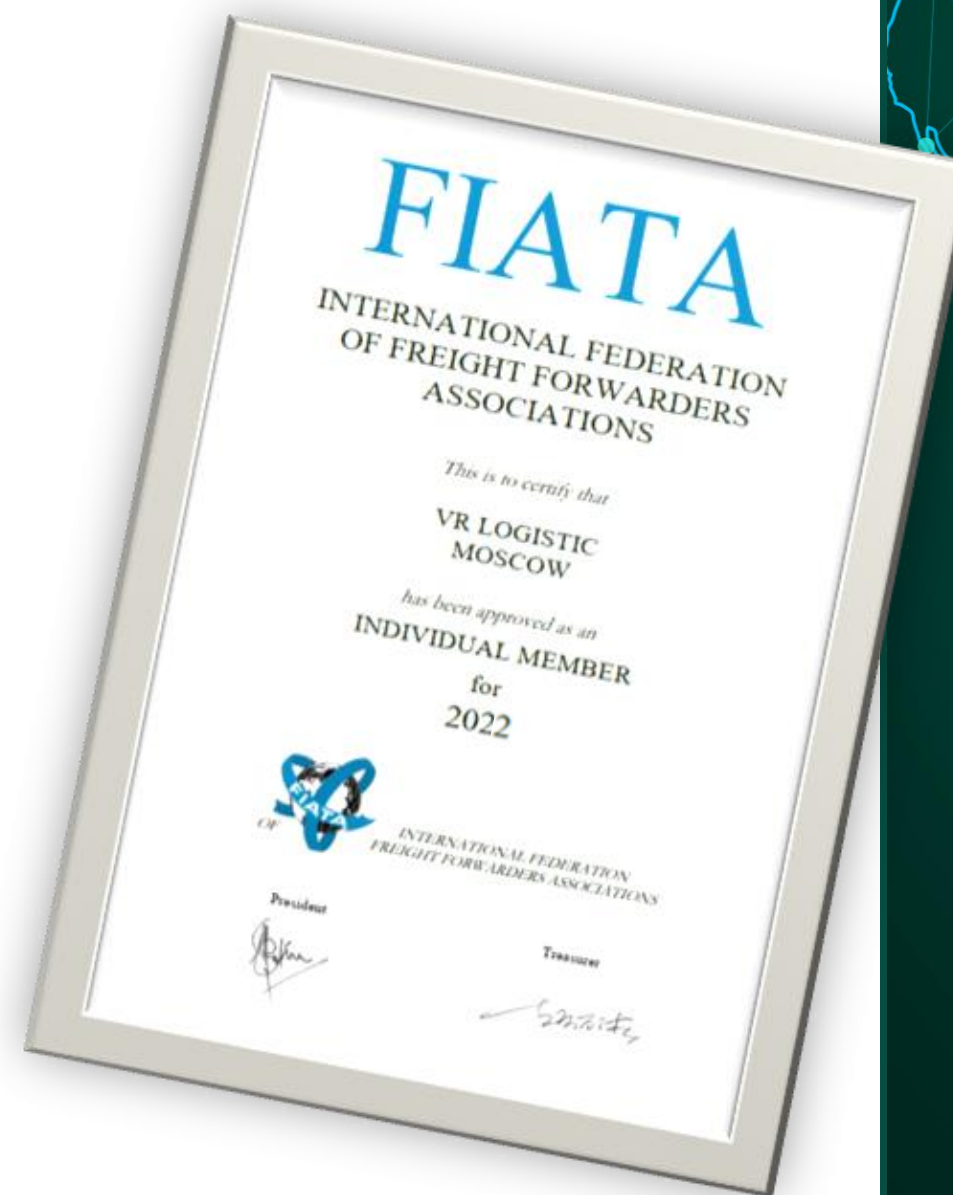 FIATA
INTERNATIONAL FEDERATION
OF FREIGHT FORWARDERS
ASSOCIATIONS
This is to certify that
VR LOGISTIC
MOSCOW
has been approved as an
INDIVIDUAL MEMBER
for
2022
FIATA
OF
INTERNATIONAL FEDERATION
FREIGHT FORWARDERS ASSOCIATIONS
President
Treasurer